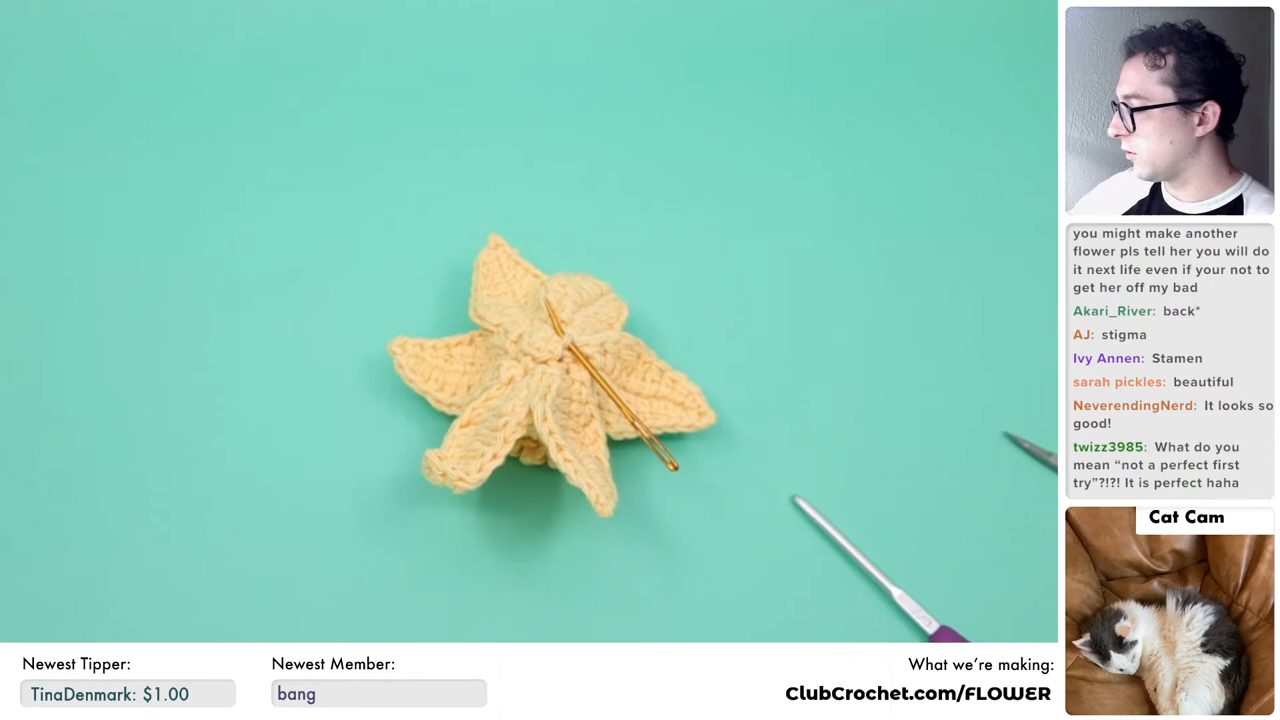 you might make another
flower pls tell her you will do
it next life even if your not to
get her off my bad
Akari_River: back*
AJ: stigma
Ivy Annen: Stamen
sarah pickles: beautiful
NeverendingNerd: It looks so
good!
twizz3985: What do you
mean “not a perfect first
try”?!?! It is perfect haha
Cat Cam
Newest Tipper:
TinaDenmark: $1.00
Newest Member:
bang
What we're making:
ClubCrochet.com/FLOWER